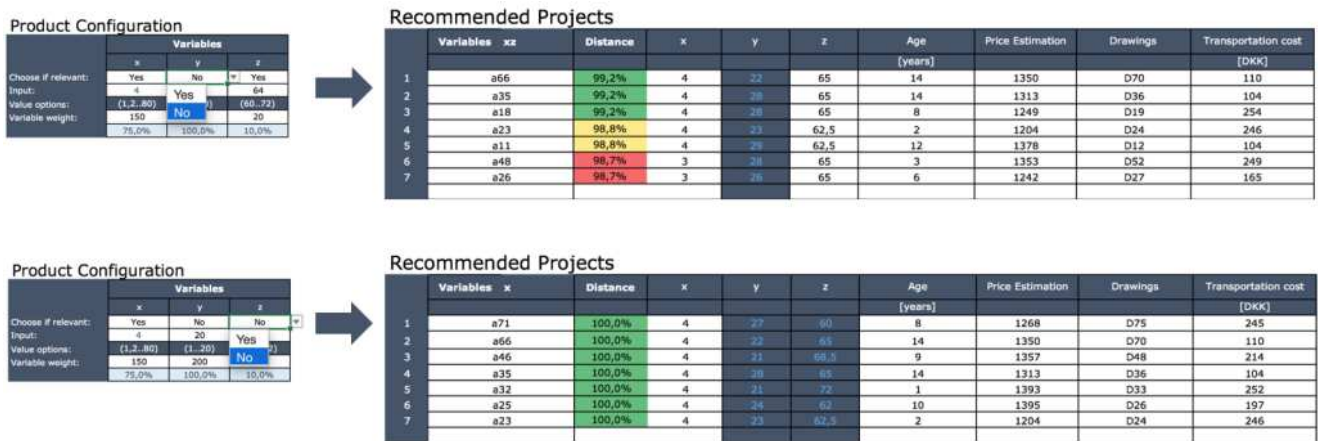 Product Configuration
Variables
x y z
Choose if relevant: Yes No Yes
Input: 4 64
Yes
Value options: (1,2..80) (60..72)
No
Variable weight: 150 20
75,0% 100,0% 10,0%
Recommended Projects
Variables xz Distance x y z Age Price Estimation Drawings Transportation cost
[years] [DKK]
1 a66 99,2% 4 22 65 14 1350 D70 110
2 a35 99,2% 4 28 65 14 1313 D36 104
3 a18 99,2% 4 28 65 8 1249 D19 254
4 a23 98,8% 4 23 62,5 2 1204 D24 246
5 a11 98,8% 4 29 62,5 12 1378 D12 104
6 a48 98,7% 3 28 65 3 1353 D52 249
7 a26 98,7% 3 26 65 6 1242 D27 165
Product Configuration
Variables
x y z
Choose if relevant: Yes No No
Input: 4 20
Yes
Value options: (1,2..80) (1..20)
No
Variable weight: 150 200
75,0% 100,0% 10,0%
Recommended Projects
Variables x Distance x y z Age Price Estimation Drawings Transportation cost
[years] [DKK]
1 a71 100,0% 4 27 60 8 1268 D75 245
2 a66 100,0% 4 22 65 14 1350 D70 110
3 a46 100,0% 4 21 9 1357 D48 214
4 a35 100,0% 4 28 65 14 1313 D36 104
5 a32 100,0% 4 21 72 1 1393 D33 252
6 a25 100,0% 4 24 62 10 1395 D26 197
7 a23 100,0% 4 23 62,5 2 1204 D24 246